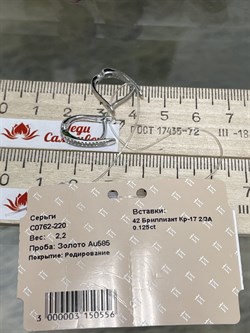 Леди
ГОСТ 17435-72
Серьги
С0762-220
Вес: 2,2
Проба: Золото Au585
Покрытие: Родирование
Вставки:
42 Бриллиант Кр-17 2/3А
0.125ct
3 000003 150556